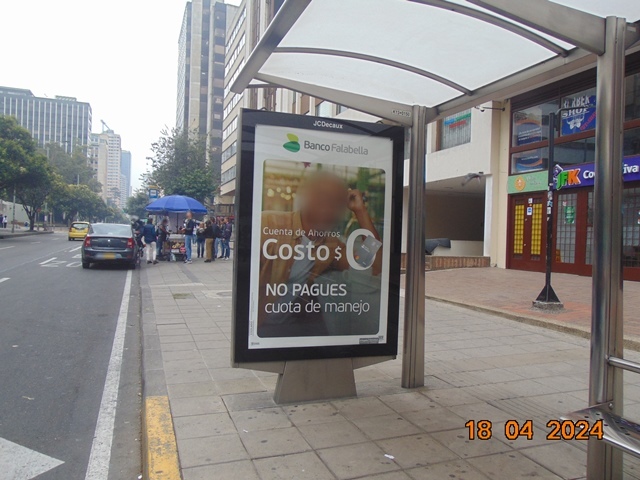 JCDecaux
Banco Falabella
Cuenta de Ahorros
Costo $0
NO PAGUES
cuota de manejo
18 04 2024